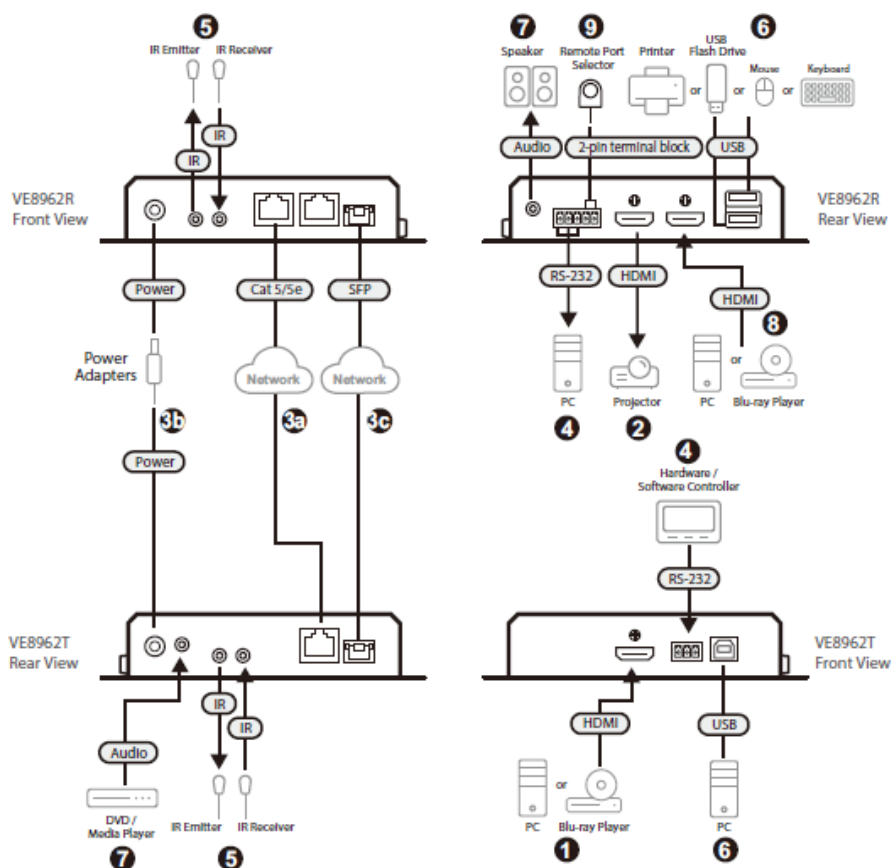 5
IR Emitter
IR Receiver
IR
IR
VE8962R
Front View
Power
Cat 5/5e
SFP
Power
Adapters
Network
Network
3b
3a
3c
Power
VE8962T
Rear View
IR
IR
Audio
DVD /
Media Player
IR Emitter
IR Receiver
7
5
7
9
6
Speaker
Remote Port
Selector
Printer
or
USB
Flash Drive
or
Mouse
or
Keyboard
Audio
2-pin terminal block
USB
VE8962R
Rear View
RS-232
HDMI
HDMI
8
or
PC
Projector
PC
Blu-ray Player
4
2
4
Hardware /
Software Controller
RS-232
VE8962T
Front View
HDMI
USB
or
PC
Blu-ray Player
PC
1
6